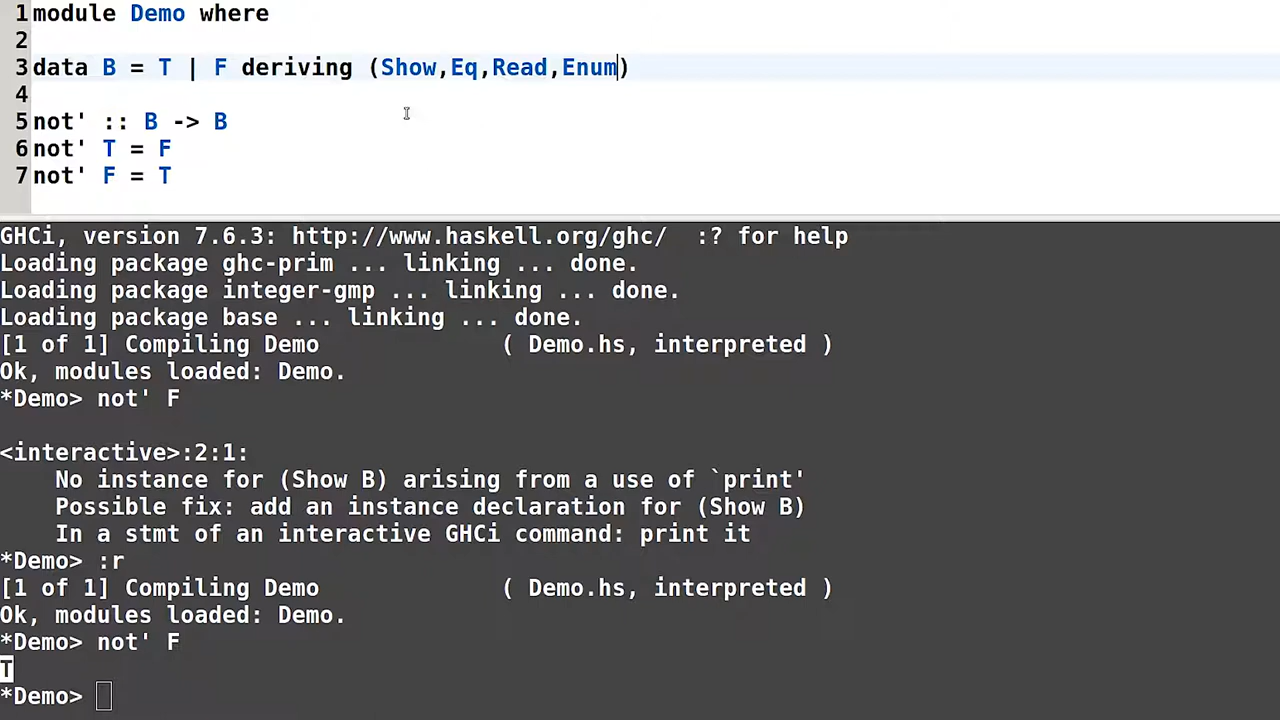 1 module Demo where
2
3 data B = T | F deriving (Show,Eq,Read,Enum)
4
5 not' :: B -> B
6 not' T = F
7 not' F = T
GHCi, version 7.6.3: http://www.haskell.org/ghc/  :? for help
Loading package ghc-prim ... linking ... done.
Loading package integer-gmp ... linking ... done.
Loading package base ... linking ... done.
[1 of 1] Compiling Demo             ( Demo.hs, interpreted )
Ok, modules loaded: Demo.
*Demo> not' F
<interactive>:2:1:
    No instance for (Show B) arising from a use of `print'
    Possible fix: add an instance declaration for (Show B)
    In a stmt of an interactive GHCi command: print it
*Demo> :r
[1 of 1] Compiling Demo             ( Demo.hs, interpreted )
Ok, modules loaded: Demo.
*Demo> not' F
T
*Demo>